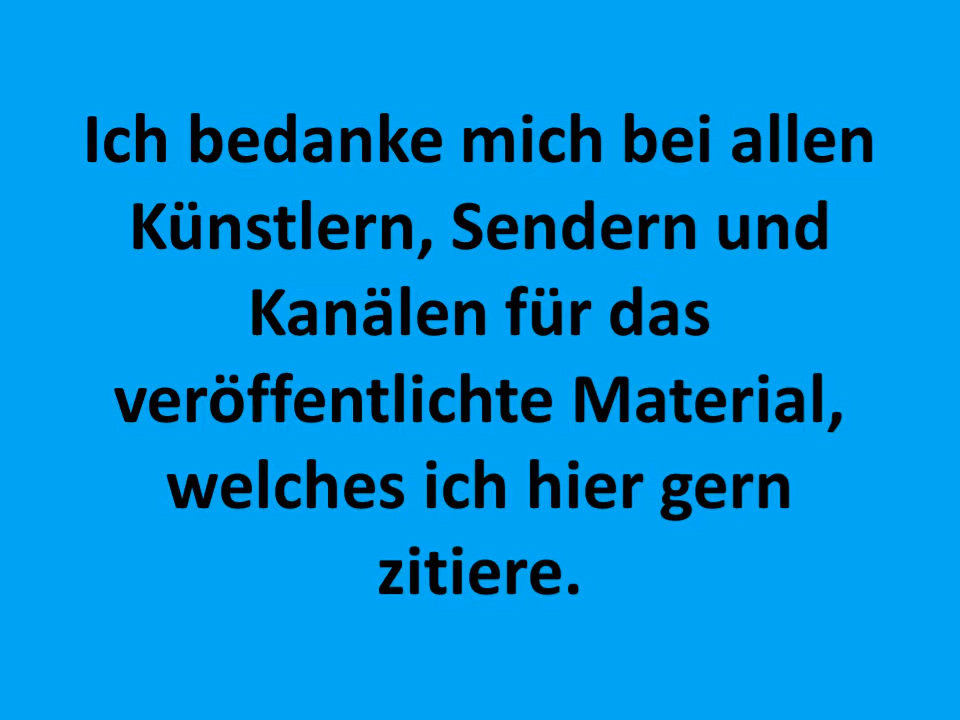 Ich bedanke mich bei allen
Künstlern, Sendern und
Kanälen für das
veröffentlichte Material,
welches ich hier gern
zitiere.